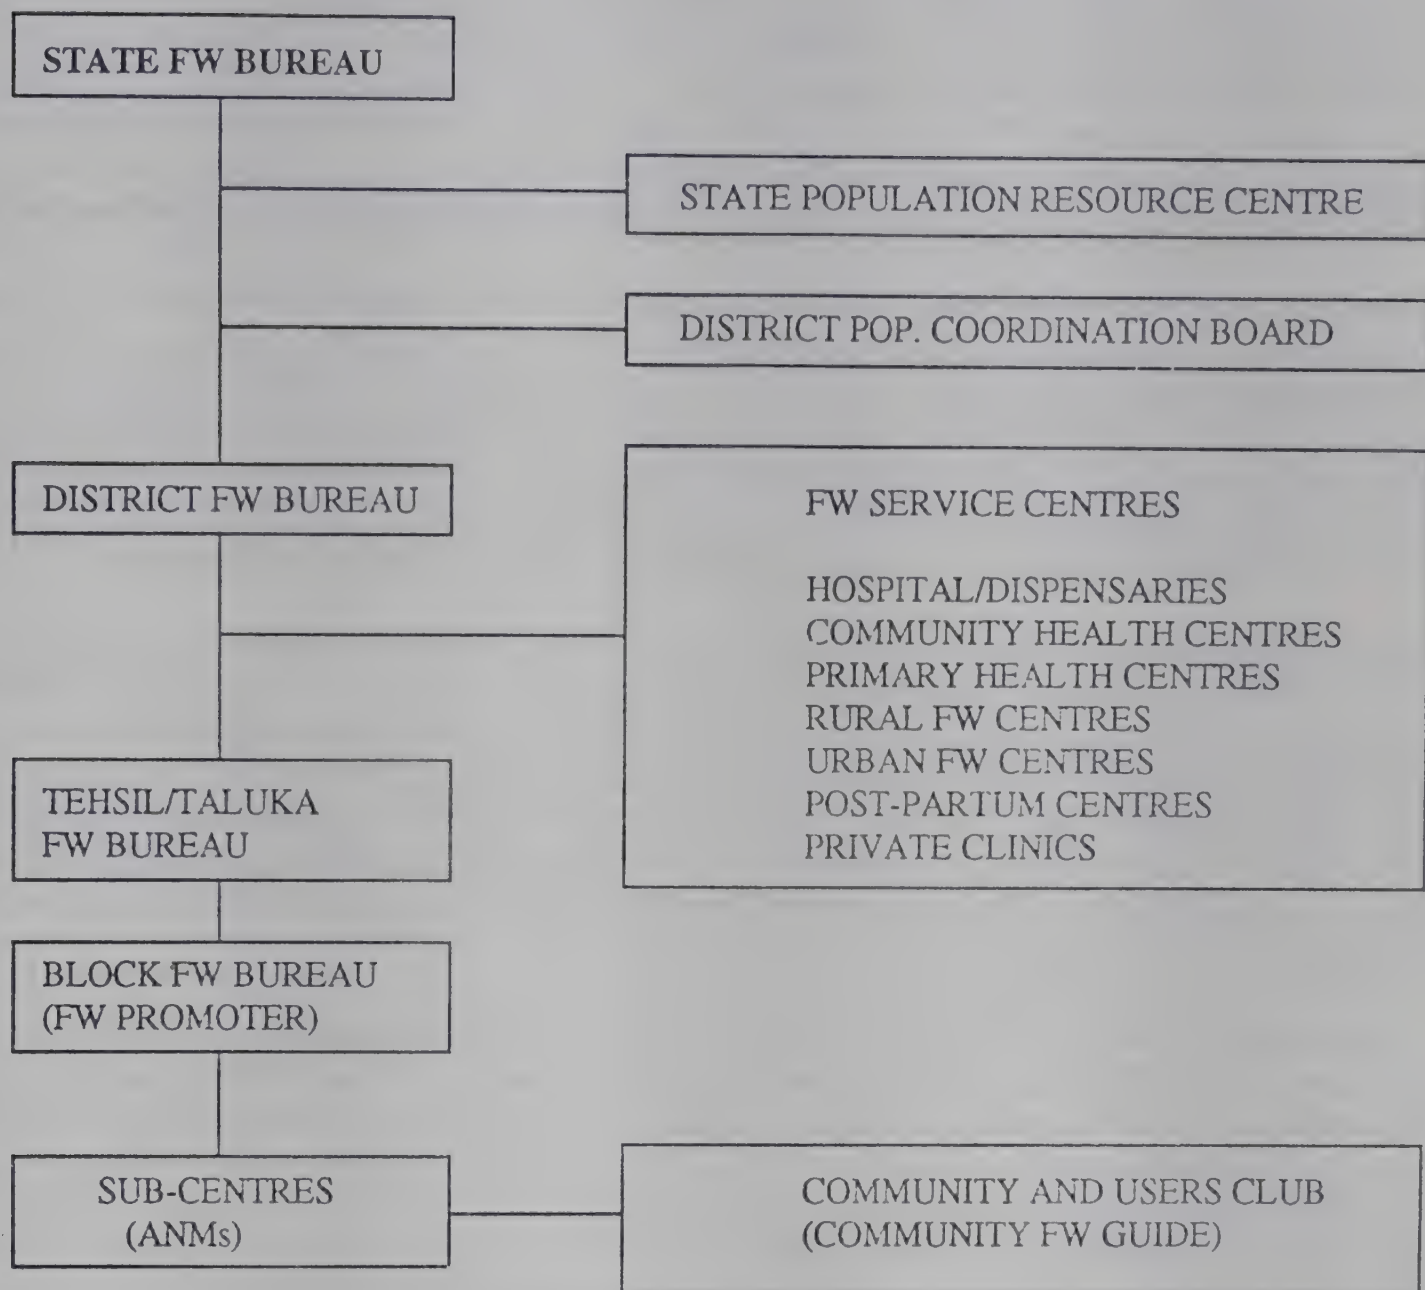 STATE FW BUREAU
STATE POPULATION RESOURCE CENTRE
DISTRICT POP. COORDINATION BOARD
DISTRICT FW BUREAU
FW SERVICE CENTRES
HOSPITAL/DISPENSARIES
COMMUNITY HEALTH CENTRES
PRIMARY HEALTH CENTRES
RURAL FW CENTRES
URBAN FW CENTRES
POST-PARTUM CENTRES
PRIVATE CLINICS
TEHSIL/TALUKA
FW BUREAU
BLOCK FW BUREAU
(FW PROMOTER)
SUB-CENTRES
(ANMs)
COMMUNITY AND USERS CLUB
(COMMUNITY FW GUIDE)